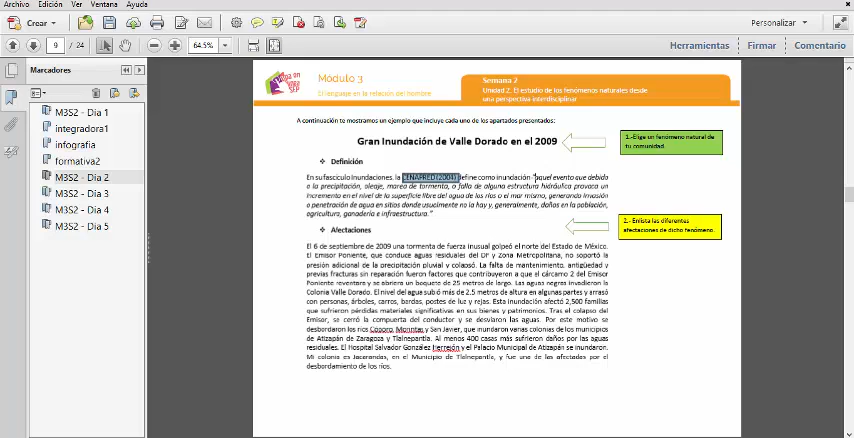 Archivo Edición Ver Ventana Ayuda
Crear
Personalizar
9 / 24
64.5%
Herramientas Firmar Comentario
Marcadores
M3S2 - Día 1
integradora1
infografia
formativa2
M3S2 - Dia 2
M3S2 - Día 3
M3S2 - Día 4
M3S2 - Dia 5
Prepa en línea SEP
Modulo 3
El lenguaje en la relación del hombre
Semana 2
Unidad 2. El estudio de los fenómenos naturales desde
una perspectiva interdisciplinar
A continuación te mostramos un ejemplo que incluye cada uno de los apartados presentados:
Gran Inundación de Valle Dorado en el 2009
1.-Elige un fenómeno natural de
tu comunidad.
❖ Definición
En su fascículo Inundaciones, la CENAPRED (2004) define como inundación "aquel evento que debido
a la precipitación, oleaje, marea de tormenta, o falla de alguna estructura hidráulica provoca un
incremento en el nivel de la superficie libre del agua de los ríos o el mar mismo, generando invasión
o penetración de agua en sitios donde usualmente no la hay y, generalmente, daños en la población,
agricultura, ganadería e infraestructura."
2.- Enlista las diferentes
afectaciones de dicho fenómeno.
❖ Afectaciones
El 6 de septiembre de 2009 una tormenta de fuerza inusual golpeó el norte del Estado de México.
El Emisor Poniente, que conduce aguas residuales del DF y Zona Metropolitana, no soportó la
presión adicional de la precipitación pluvial y colapsó. La falta de mantenimiento, antigüedad y
previas fracturas sin reparación fueron factores que contribuyeron a que el cárcamo 2 del Emisor
Poniente reventara y se abriera un boquete de 25 metros de largo. Las aguas negras invadieron la
Colonia Valle Dorado. El nivel del agua subió más de 2.5 metros de altura en algunas partes y arrasó
con personas, árboles, carros, bardas, postes de luz y rejas. Esta inundación afectó 2,500 familias
que sufrieron pérdidas materiales significativas en sus bienes y patrimonios. Tras el colapso del
Emisor, se cerró la compuerta del conductor y se desviaron las aguas. Por este motivo se
desbordaron los ríos Coporo, Moronitas y San Javier, que inundaron varias colonias de los municipios
de Atizapán de Zaragoza y Tlalnepantla. Al menos 400 casas más sufrieron daños por las aguas
residuales. El Hospital Salvador González Herrejón y el Palacio Municipal de Atizapán se inundaron.
Mi colonia es Jacarandas, en el Municipio de Tlalnepantla, y fue una de las afectadas por el
desbordamiento de los ríos.